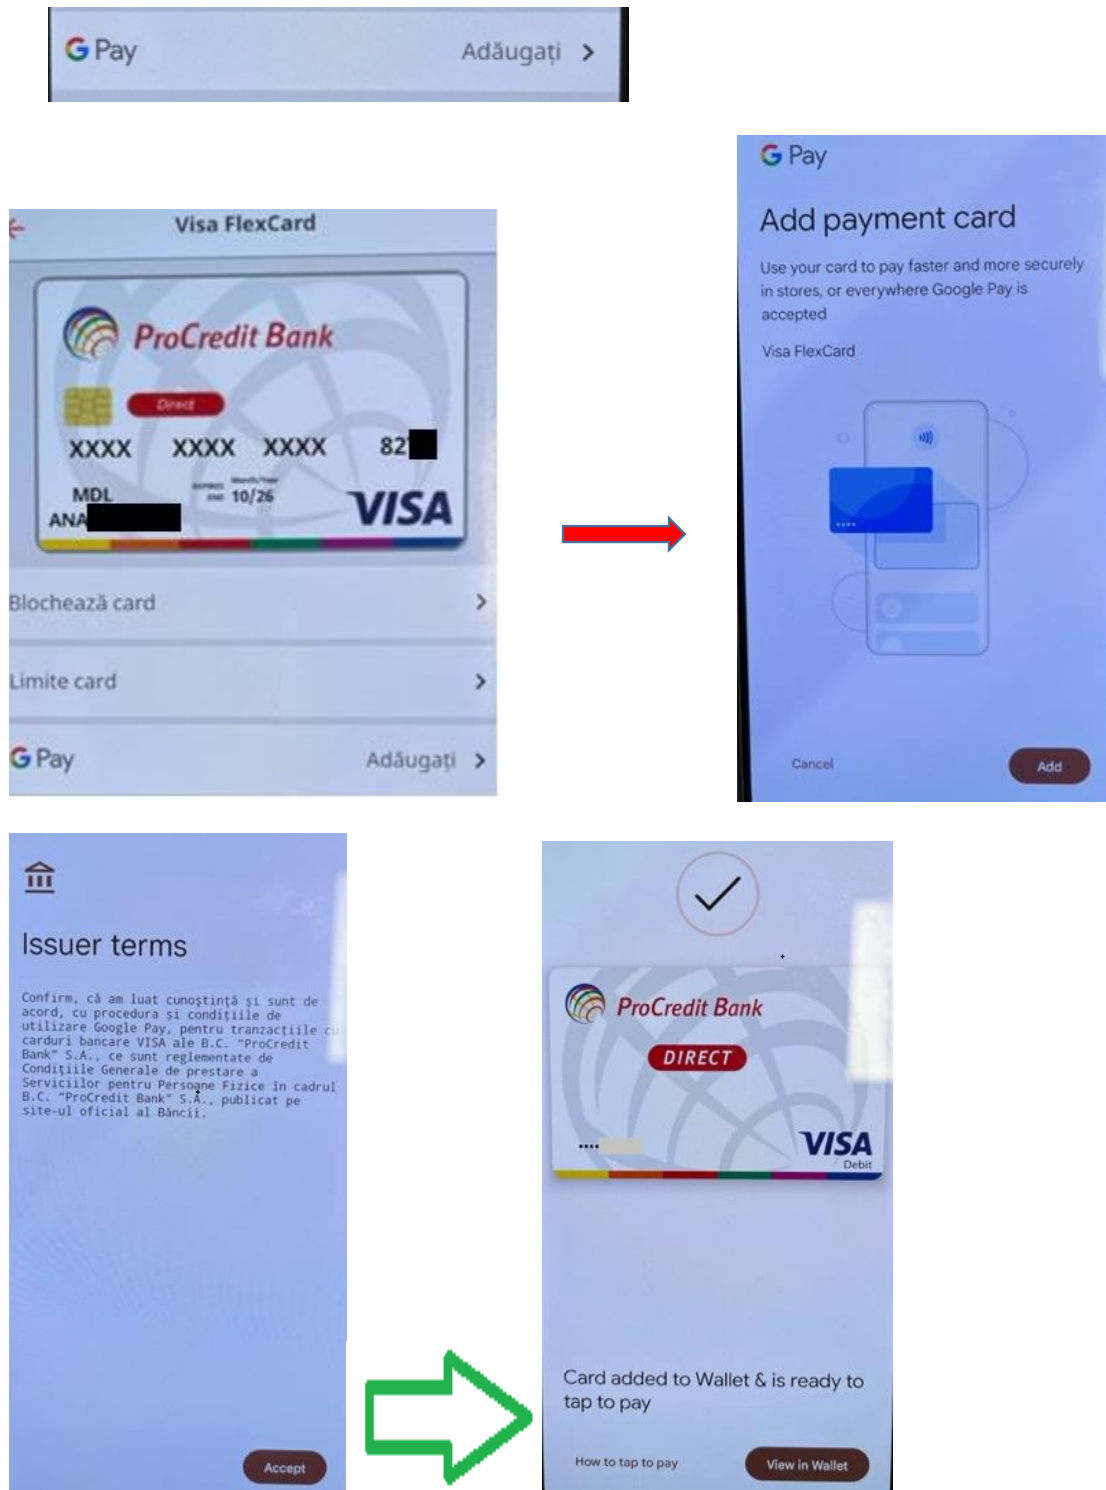 G Pay
Adăugați
Visa FlexCard
ProCredit Bank
Direct
XXXX XXXX XXXX 82
MDL
10/26
ANA
VISA
Blochează card
Limite card
G Pay
Adăugați
G Pay
Add payment card
Use your card to pay faster and more securely
in stores, or everywhere Google Pay is
accepted
Visa FlexCard
Cancel
Add
Issuer terms
Confirm, că am luat cunoștință și sunt de
acord, cu procedura și condițiile de
utilizare Google Pay, pentru tranzacțiile cu
carduri bancare VISA ale B.C. "ProCredit
Bank" S.A., ce sunt reglementate de
Condițiile Generale de prestare a
Serviciilor pentru Persoane Fizice în cadrul
B.C. "ProCredit Bank" S.A., publicat pe
site-ul oficial al Băncii.
Accept
ProCredit Bank
DIRECT
VISA
Debit
Card added to Wallet & is ready to
tap to pay
How to tap to pay
View in Wallet